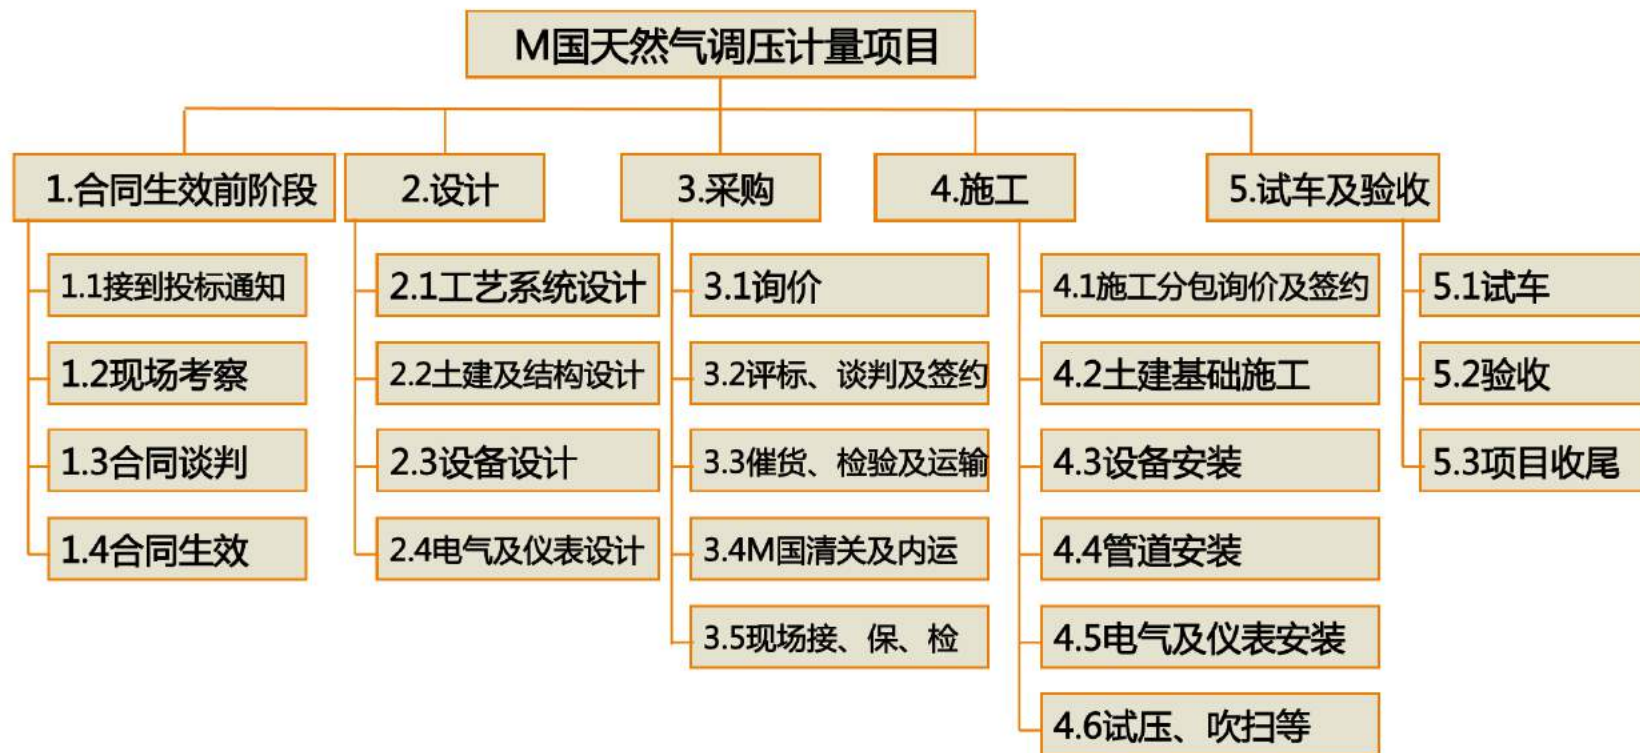 M国天然气调压计量项目
1.合同生效前阶段
1.1接到投标通知
1.2现场考察
1.3合同谈判
1.4合同生效
2.设计
2.1工艺系统设计
2.2土建及结构设计
2.3设备设计
2.4电气及仪表设计
3.采购
3.1询价
3.2评标、谈判及签约
3.3催货、检验及运输
3.4M国清关及内运
3.5现场接、保、检
4.施工
4.1施工分包询价及签约
4.2土建基础施工
4.3设备安装
4.4管道安装
4.5电气及仪表安装
4.6试压、吹扫等
5.试车及验收
5.1试车
5.2验收
5.3项目收尾